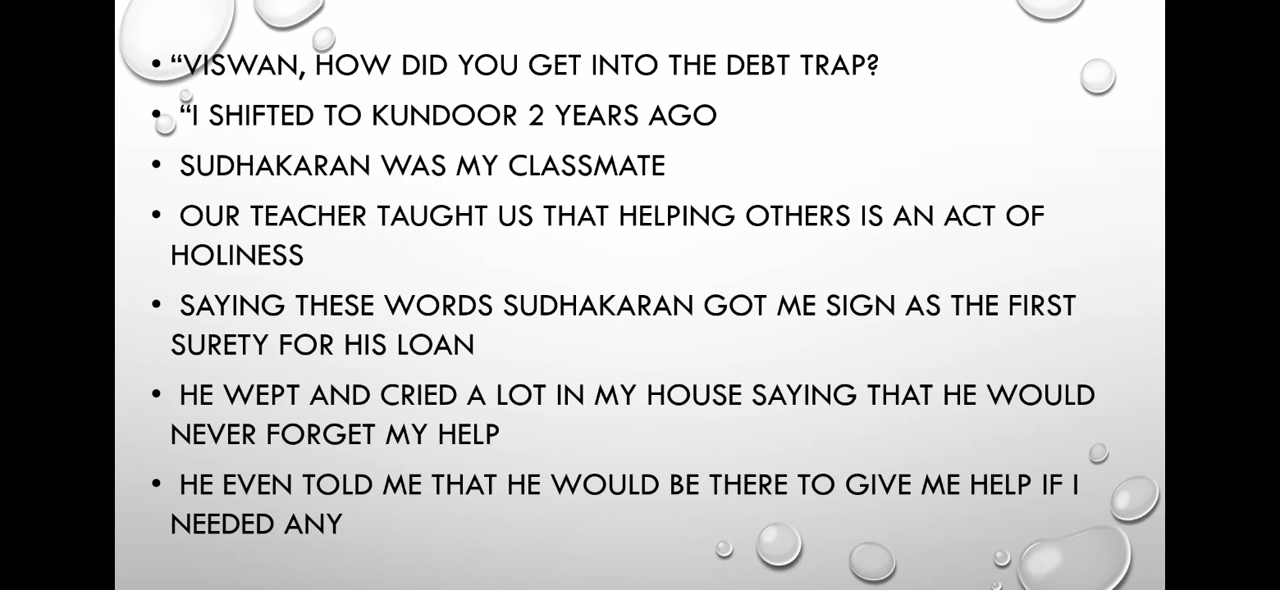 • “VISWAN, HOW DID YOU GET INTO THE DEBT TRAP?
• “I SHIFTED TO KUNDOOR 2 YEARS AGO
• SUDHAKARAN WAS MY CLASSMATE
• OUR TEACHER TAUGHT US THAT HELPING OTHERS IS AN ACT OF
HOLINESS
• SAYING THESE WORDS SUDHAKARAN GOT ME SIGN AS THE FIRST
SURETY FOR HIS LOAN
• HE WEPT AND CRIED A LOT IN MY HOUSE SAYING THAT HE WOULD
NEVER FORGET MY HELP
• HE EVEN TOLD ME THAT HE WOULD BE THERE TO GIVE ME HELP IF I
NEEDED ANY